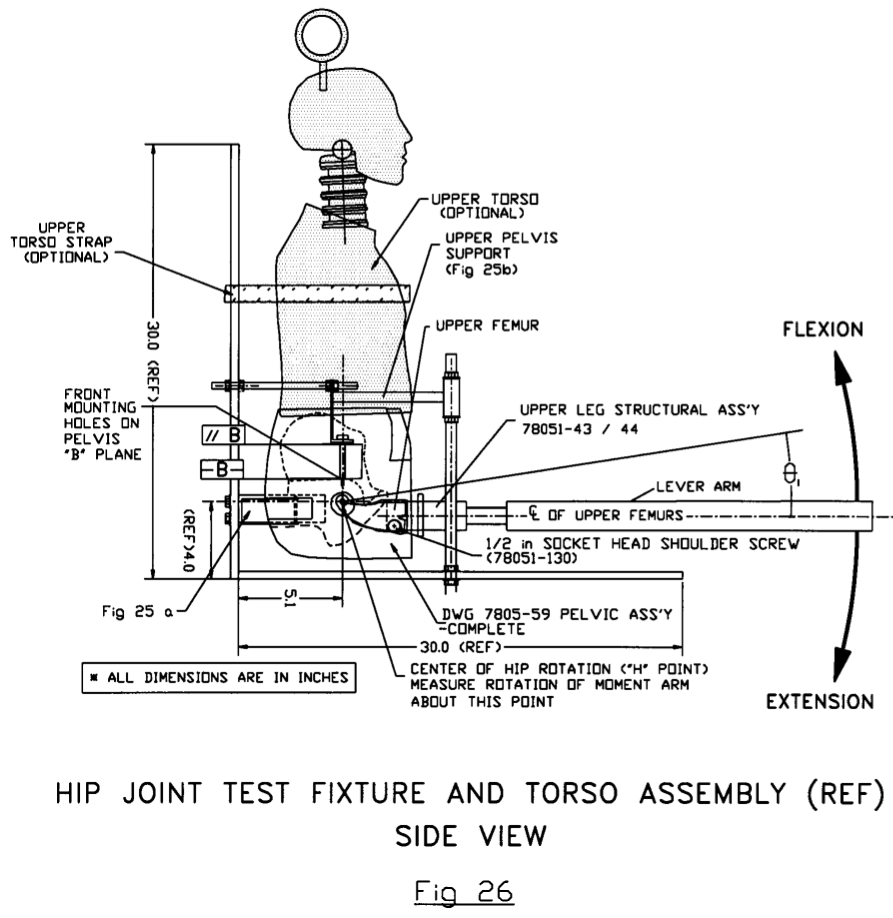 UPPER TORSO
(OPTIONAL)
UPPER
TORSO STRAP
(OPTIONAL)
UPPER PELVIS
SUPPORT
(Fig 25b)
30.0 (REF)
UPPER FEMUR
FLEXION
FRONT
MOUNTING
HOLES ON
PELVIS
"B" PLANE
// B
-B-
UPPER LEG STRUCTURAL ASS'Y
78051-43 / 44
θ
LEVER ARM
℄ OF UPPER FEMURS
(REF)4.0
1/2 in SOCKET HEAD SHOULDER SCREW
(78051-130)
Fig 25 a
5.1
DWG 7805-59 PELVIC ASS'Y
-COMPLETE
30.0 (REF)
* ALL DIMENSIONS ARE IN INCHES
CENTER OF HIP ROTATION ("H" POINT)
MEASURE ROTATION OF MOMENT ARM
ABOUT THIS POINT
EXTENSION
HIP JOINT TEST FIXTURE AND TORSO ASSEMBLY (REF)
SIDE VIEW
Fig 26